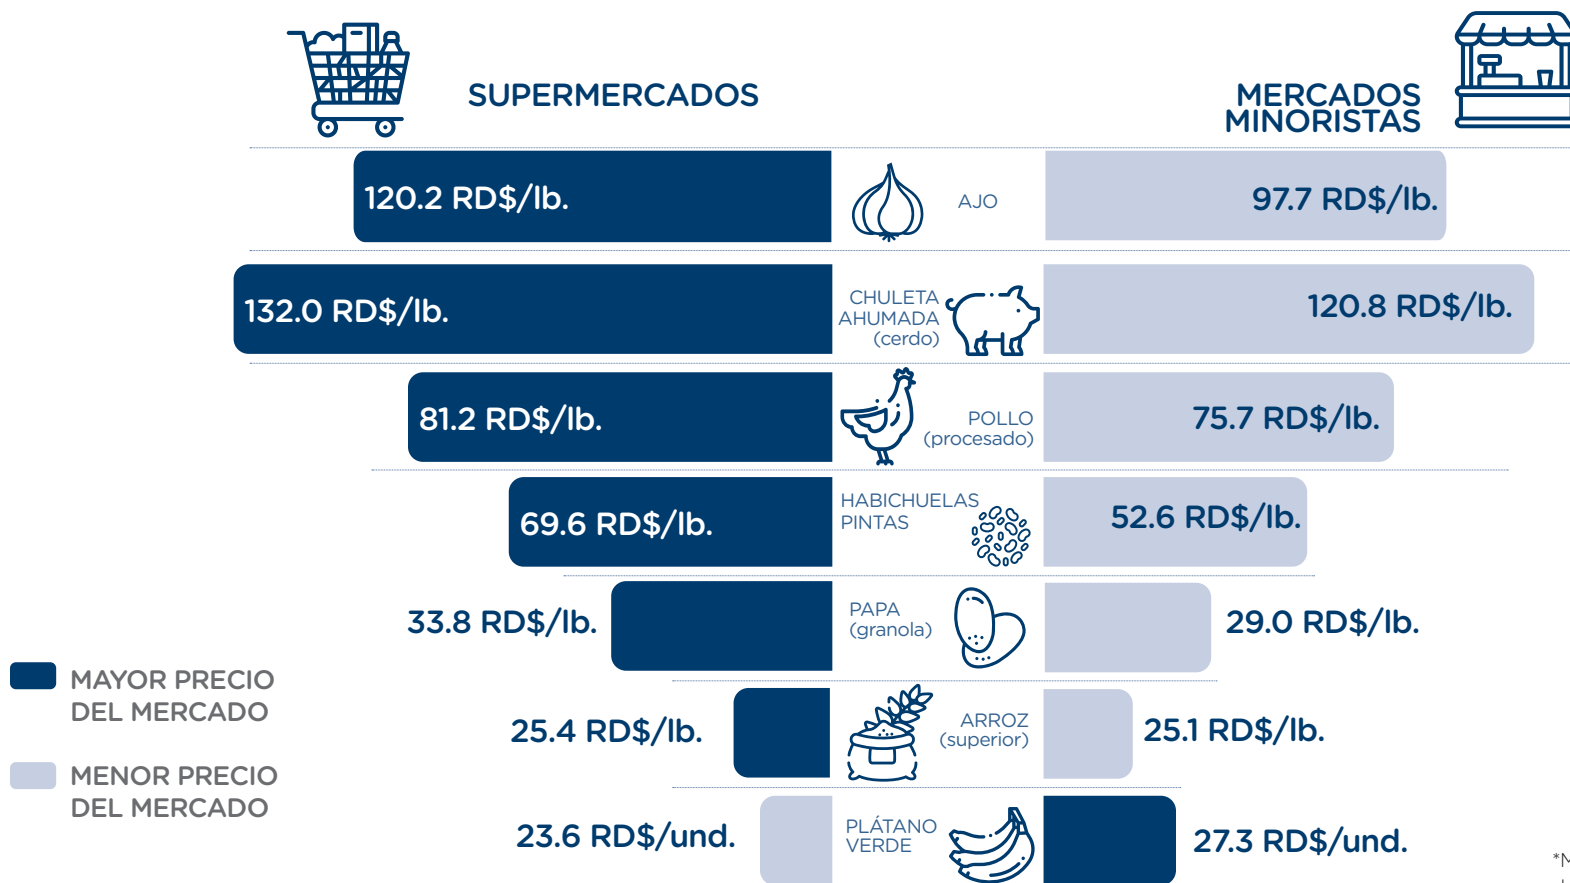 SUPERMERCADOS
MERCADOS
MINORISTAS
120.2 RD$/lb.
AJO
97.7 RD$/lb.
132.0 RD$/lb.
CHULETA
AHUMADA
(cerdo)
120.8 RD$/lb.
81.2 RD$/lb.
POLLO
(procesado)
75.7 RD$/lb.
69.6 RD$/lb.
HABICHUELAS
PINTAS
52.6 RD$/lb.
33.8 RD$/lb.
PAPA
(granola)
29.0 RD$/lb.
25.4 RD$/lb.
ARROZ
(superior)
25.1 RD$/lb.
23.6 RD$/und.
PLÁTANO
VERDE
27.3 RD$/und.
MAYOR PRECIO
DEL MERCADO
MENOR PRECIO
DEL MERCADO